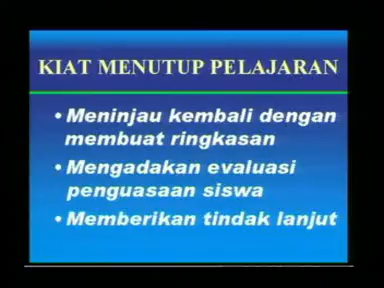 KIAT MENUTUP PELAJARAN
• Meninjau kembali dengan
membuat ringkasan
• Mengadakan evaluasi
penguasaan siswa
• Memberikan tindak lanjut